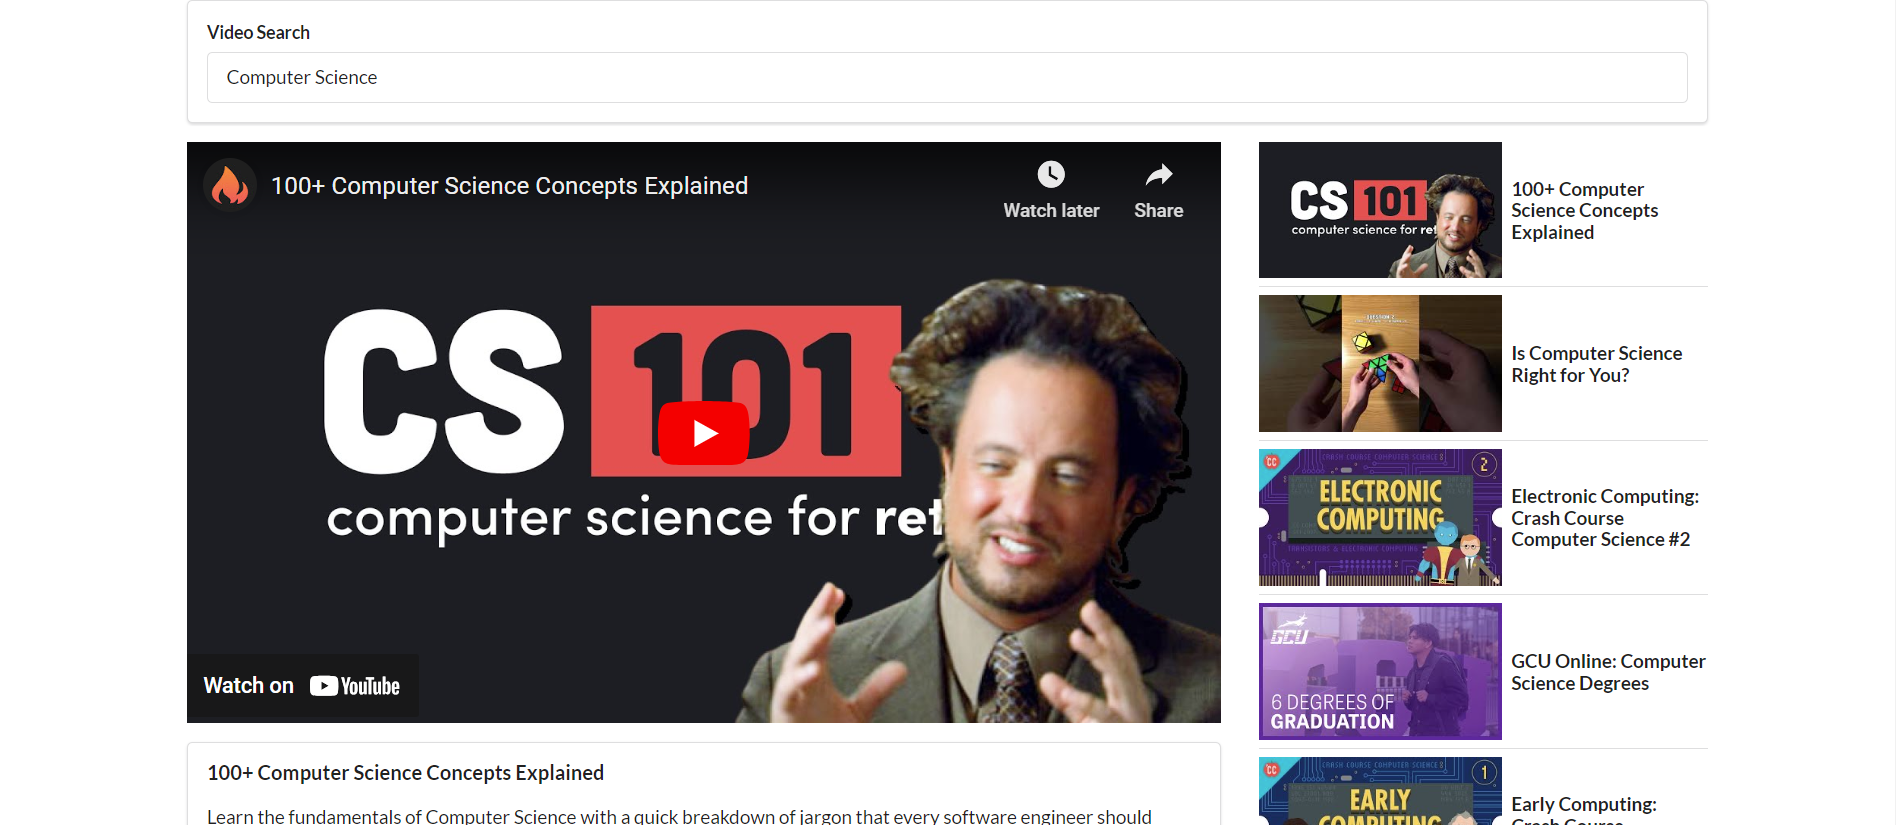 Video Search
Computer Science
100+ Computer Science Concepts Explained
Watch later
Share
CS 101
computer science for ret
Watch on YouTube
100+ Computer Science Concepts Explained
Learn the fundamentals of Computer Science with a quick breakdown of jargon that every software engineer should
CS 101
computer science for ret
100+ Computer
Science Concepts
Explained
QUESTION 2
Is Computer Science
Right for You?
CC
CRASH COURSE COMPUTER SCIENCE
2
ELECTRONIC
COMPUTING
TRANSISTORS & ELECTRONIC COMPUTING
Electronic Computing:
Crash Course
Computer Science #2
GCU
6 DEGREES OF
GRADUATION
GCU Online: Computer
Science Degrees
CC
CRASH COURSE COMPUTER SCIENCE
1
EARLY
COMPUTING
Early Computing:
Crash Course